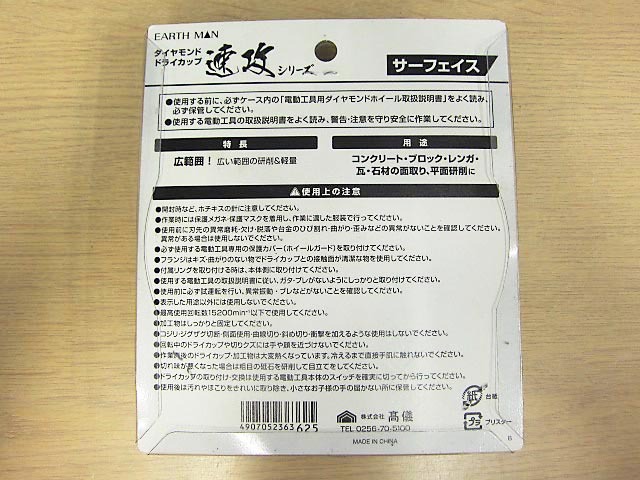 EARTH MAN
ダイヤモンド
ドライカップ 速攻シリーズ サーフェイス
●使用する前に、必ずケース内の「電動工具用ダイヤモンドホイール取扱説明書」をよく読み、
必ず保管してください。
●使用する電動工具の取扱説明書をよく読み、警告・注意を守り安全に作業してください。
特長
用途
広範囲! 広い範囲の研削&軽量
コンクリート・ブロック・レンガ・
瓦・石材の面取り、平面研削に
使用上の注意
●開封時など、ホチキスの針に注意してください。
●作業時には保護メガネ・保護マスクを着用し、作業に適した服装で行ってください。
●使用前に刃先の異常磨耗・欠け・脱落や台金のひび割れ・曲がり・歪みなどの異常がないことを確認してください。
異常がある場合は使用しないでください。
●必ず使用する電動工具専用の保護カバー(ホイールガード)を取り付けてください。
●フランジはキズ・曲がりのない物でドライカップとの接触面が清潔な物を使用してください。
●付属リングを取り付ける時は、本体側に取り付けてください。
●使用する電動工具の取扱説明書に従い、ガタ・ブレがないようにしっかりと取り付けてください。
●使用前に必ず試運転を行い、異常振動・ブレなどがないことを確認してください。
●表示した用途以外には使用しないでください。
●最高使用回転数15200min⁻¹以下で使用してください。
●加工物はしっかりと固定してください。
●コジリ・ジグザク切断・側面使用・曲線切り・斜め切り・衝撃を加えるような使用はしないでください。
●回転中のドライカップや切りクズには手や顔を近づけないでください。
●作業直後のドライカップ・加工物は大変熱くなっています。冷えるまで直接手肌に触れないでください。
●切れ味が悪くなった場合は粗目の砥石を研削して目立てをしてください。
●ドライカップの取り付け・交換は使用する電動工具本体のスイッチを確実に切ってから行ってください。
●使用後は汚れやほこりをきれいに取り除き、小さなお子様の手の届かない所に保管してください。
4907052363 625
株式会社 髙儀
TEL 0256-70-5100
MADE IN CHINA
紙 台紙
プラ ブリスター
B